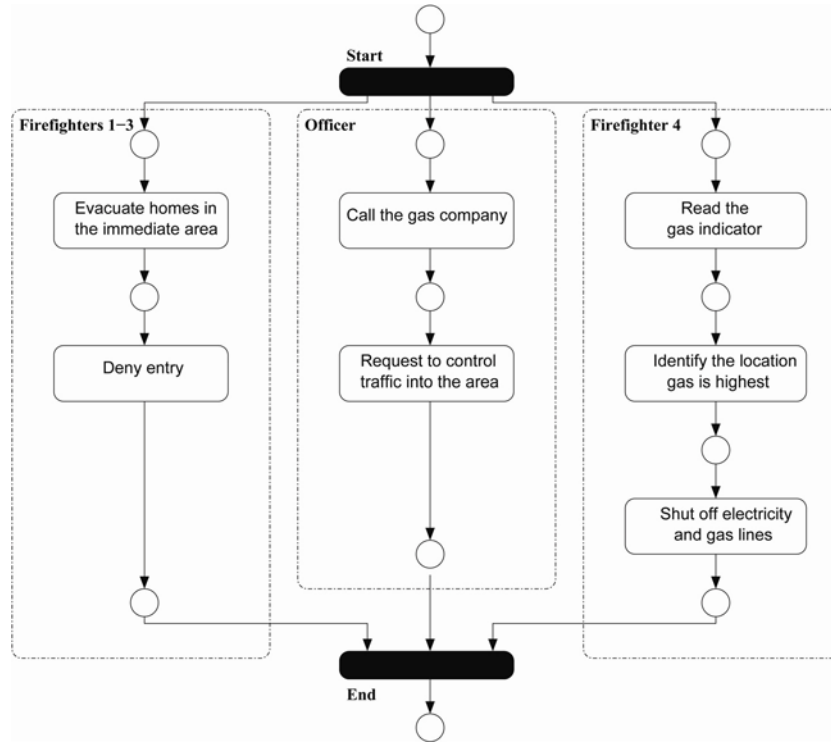 Start
Firefighters 1−3
Evacuate homes in
the immediate area
Deny entry
Officer
Call the gas company
Request to control
traffic into the area
Firefighter 4
Read the
gas indicator
Identify the location
gas is highest
Shut off electricity
and gas lines
End